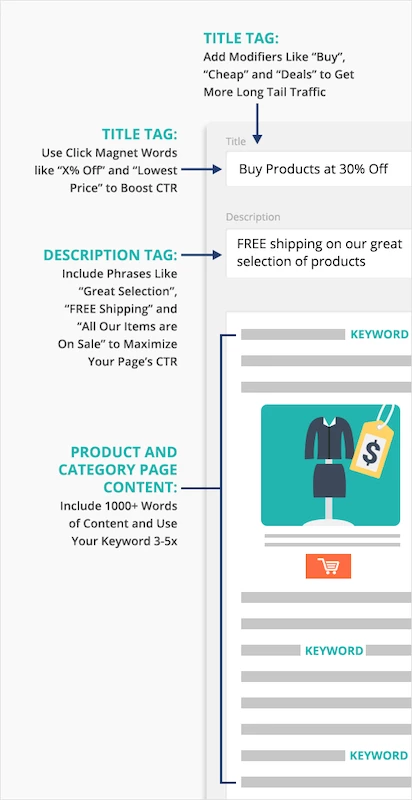 TITLE TAG:
Add Modifiers Like “Buy”,
“Cheap” and “Deals” to Get
More Long Tail Traffic
TITLE TAG:
Use Click Magnet Words
like “X% Off” and “Lowest
Price” to Boost CTR
Title
Buy Products at 30% Off
Description
FREE shipping on our great
selection of products
DESCRIPTION TAG:
Include Phrases Like
“Great Selection”,
“FREE Shipping” and
“All Our Items are
On Sale” to Maximize
Your Page’s CTR
KEYWORD
$
PRODUCT AND
CATEGORY PAGE
CONTENT:
Include 1000+ Words
of Content and Use
Your Keyword 3-5x
KEYWORD
KEYWORD